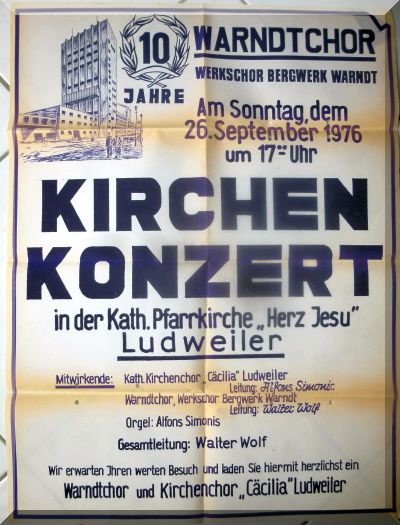 10
JAHRE
WARNDTCHOR
WERKSCHOR BERGWERK WARNDT
Am Sonntag, dem
26. September 1976
um 17 00 Uhr
KIRCHEN
KONZERT
in der Kath. Pfarrkirche „Herz Jesu"
Ludweiler
Mitwirkende: Kath. Kirchenchor „Cäcilia" Ludweiler
Leitung: Alfons Simonis
Warndtchor, Werkschor Bergwerk Warndt
Leitung: Walter Wolf
Orgel: Alfons Simonis
Gesamtleitung: Walter Wolf
Wir erwarten Ihren werten Besuch und laden Sie hiermit herzlichst ein
Warndtchor und Kirchenchor „Cäcilia" Ludweiler